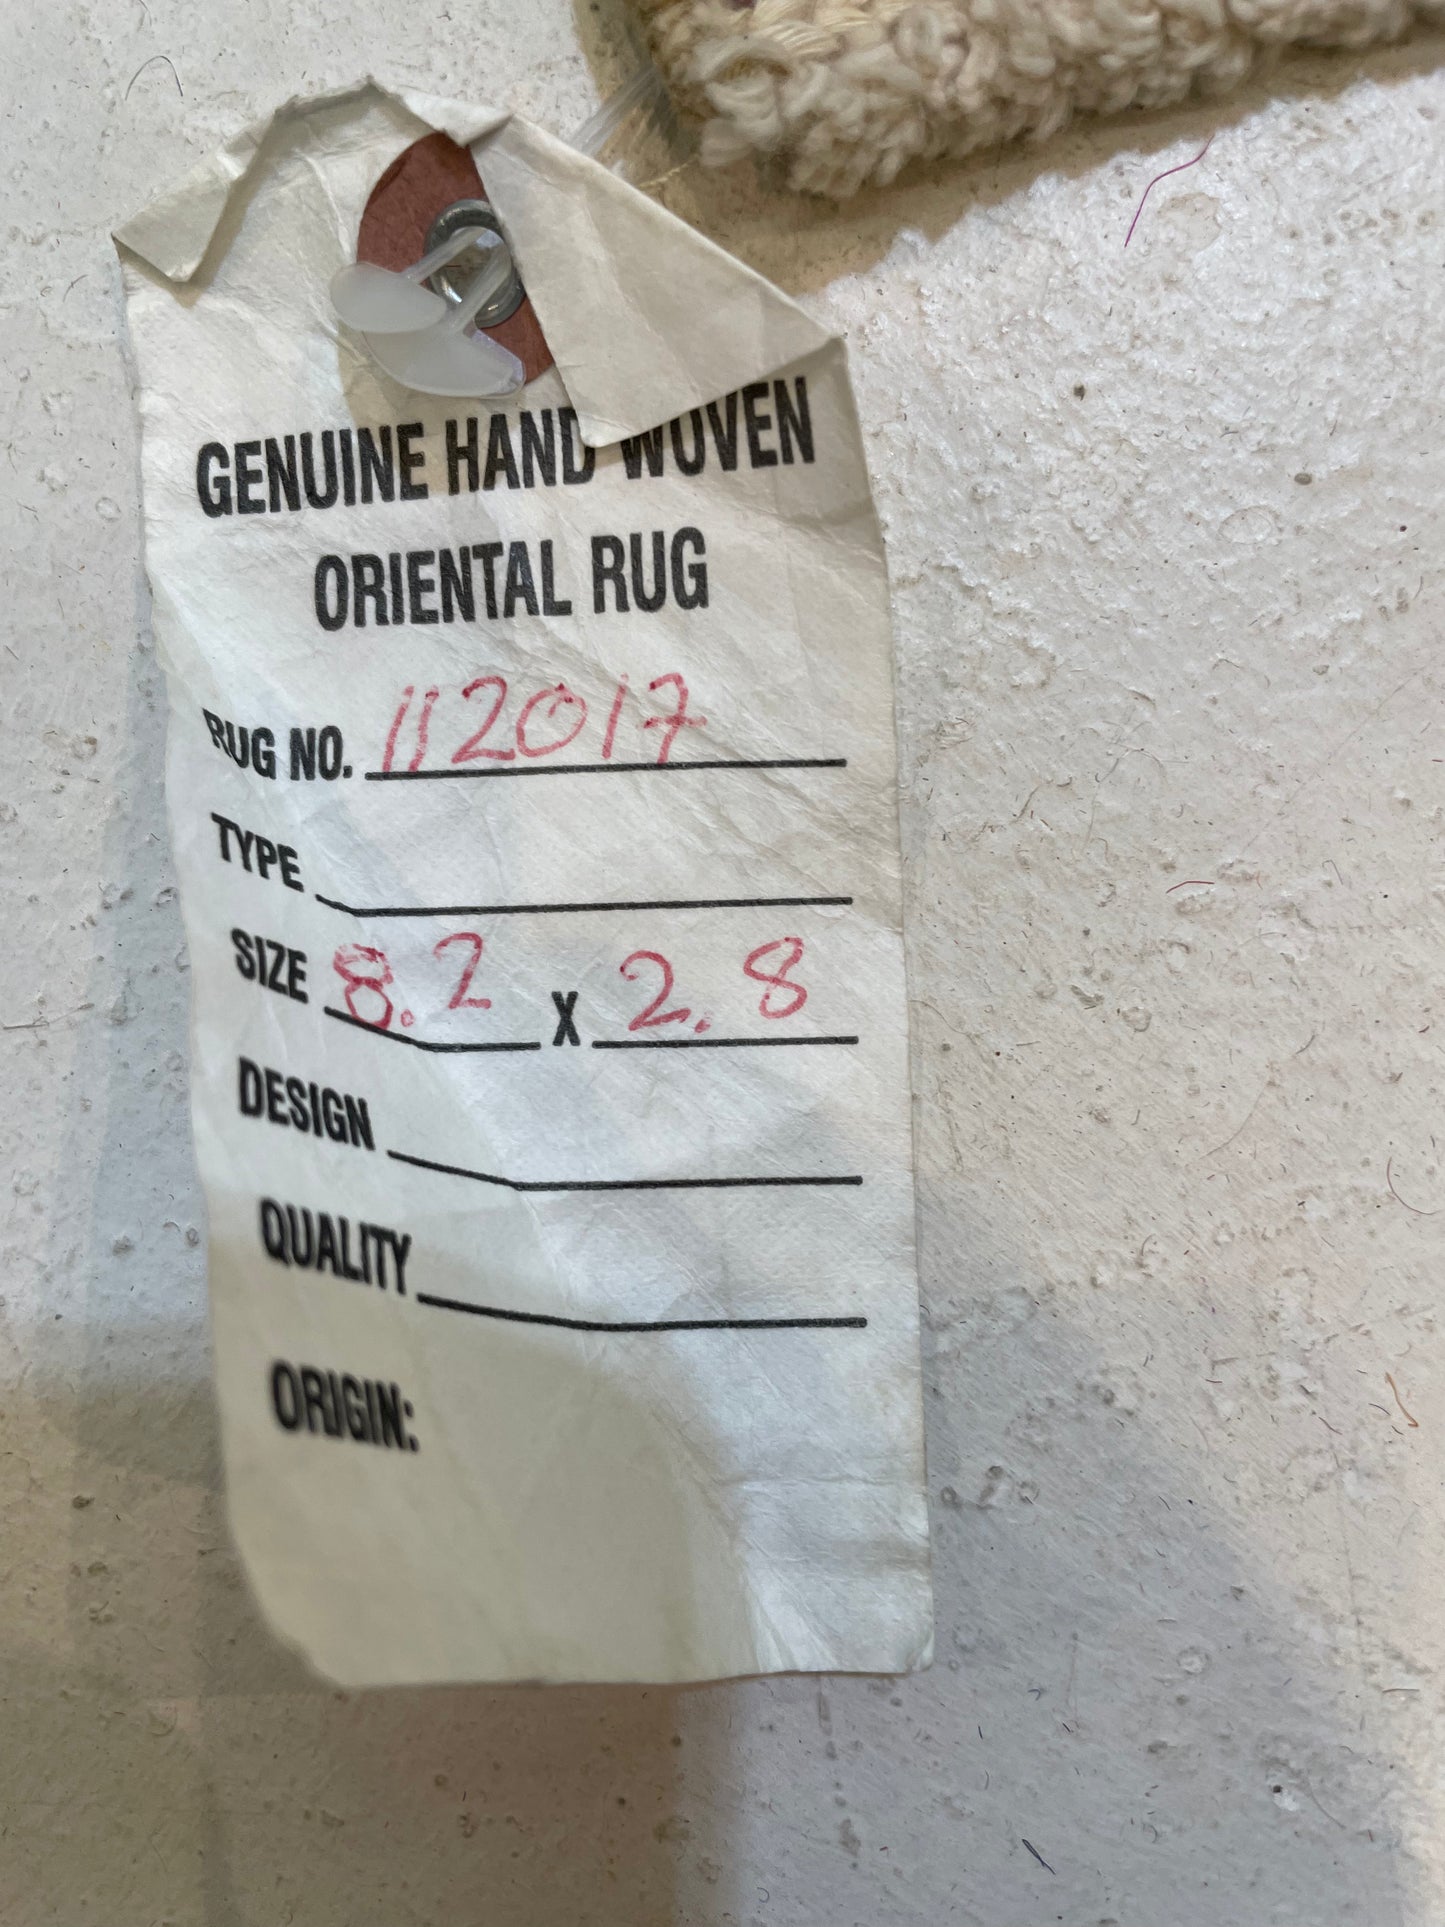 GENUINE HAND WOVEN
ORIENTAL RUG
RUG NO. 112017
TYPE
SIZE 8.2 X 2.8
DESIGN
QUALITY
ORIGIN: